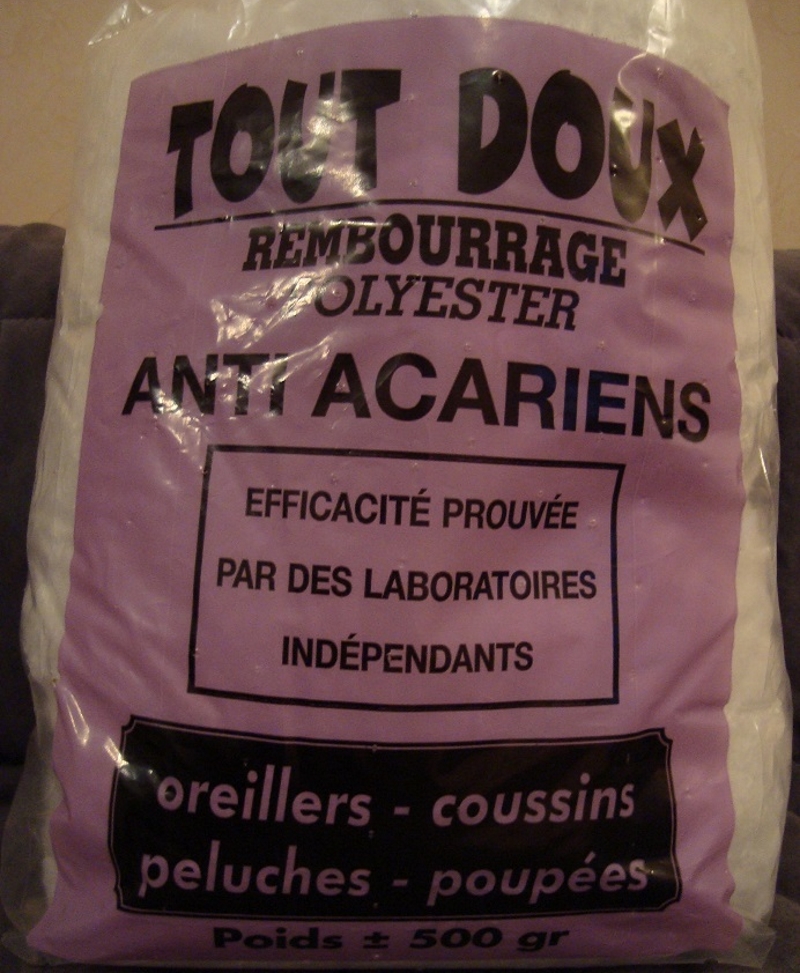 TOUT DOUX
REMBOURRAGE
POLYESTER
ANTI ACARIENS
EFFICACITÉ PROUVÉE
PAR DES LABORATOIRES
INDÉPENDANTS
oreillers - coussins
peluches - poupées
Poids ± 500 gr